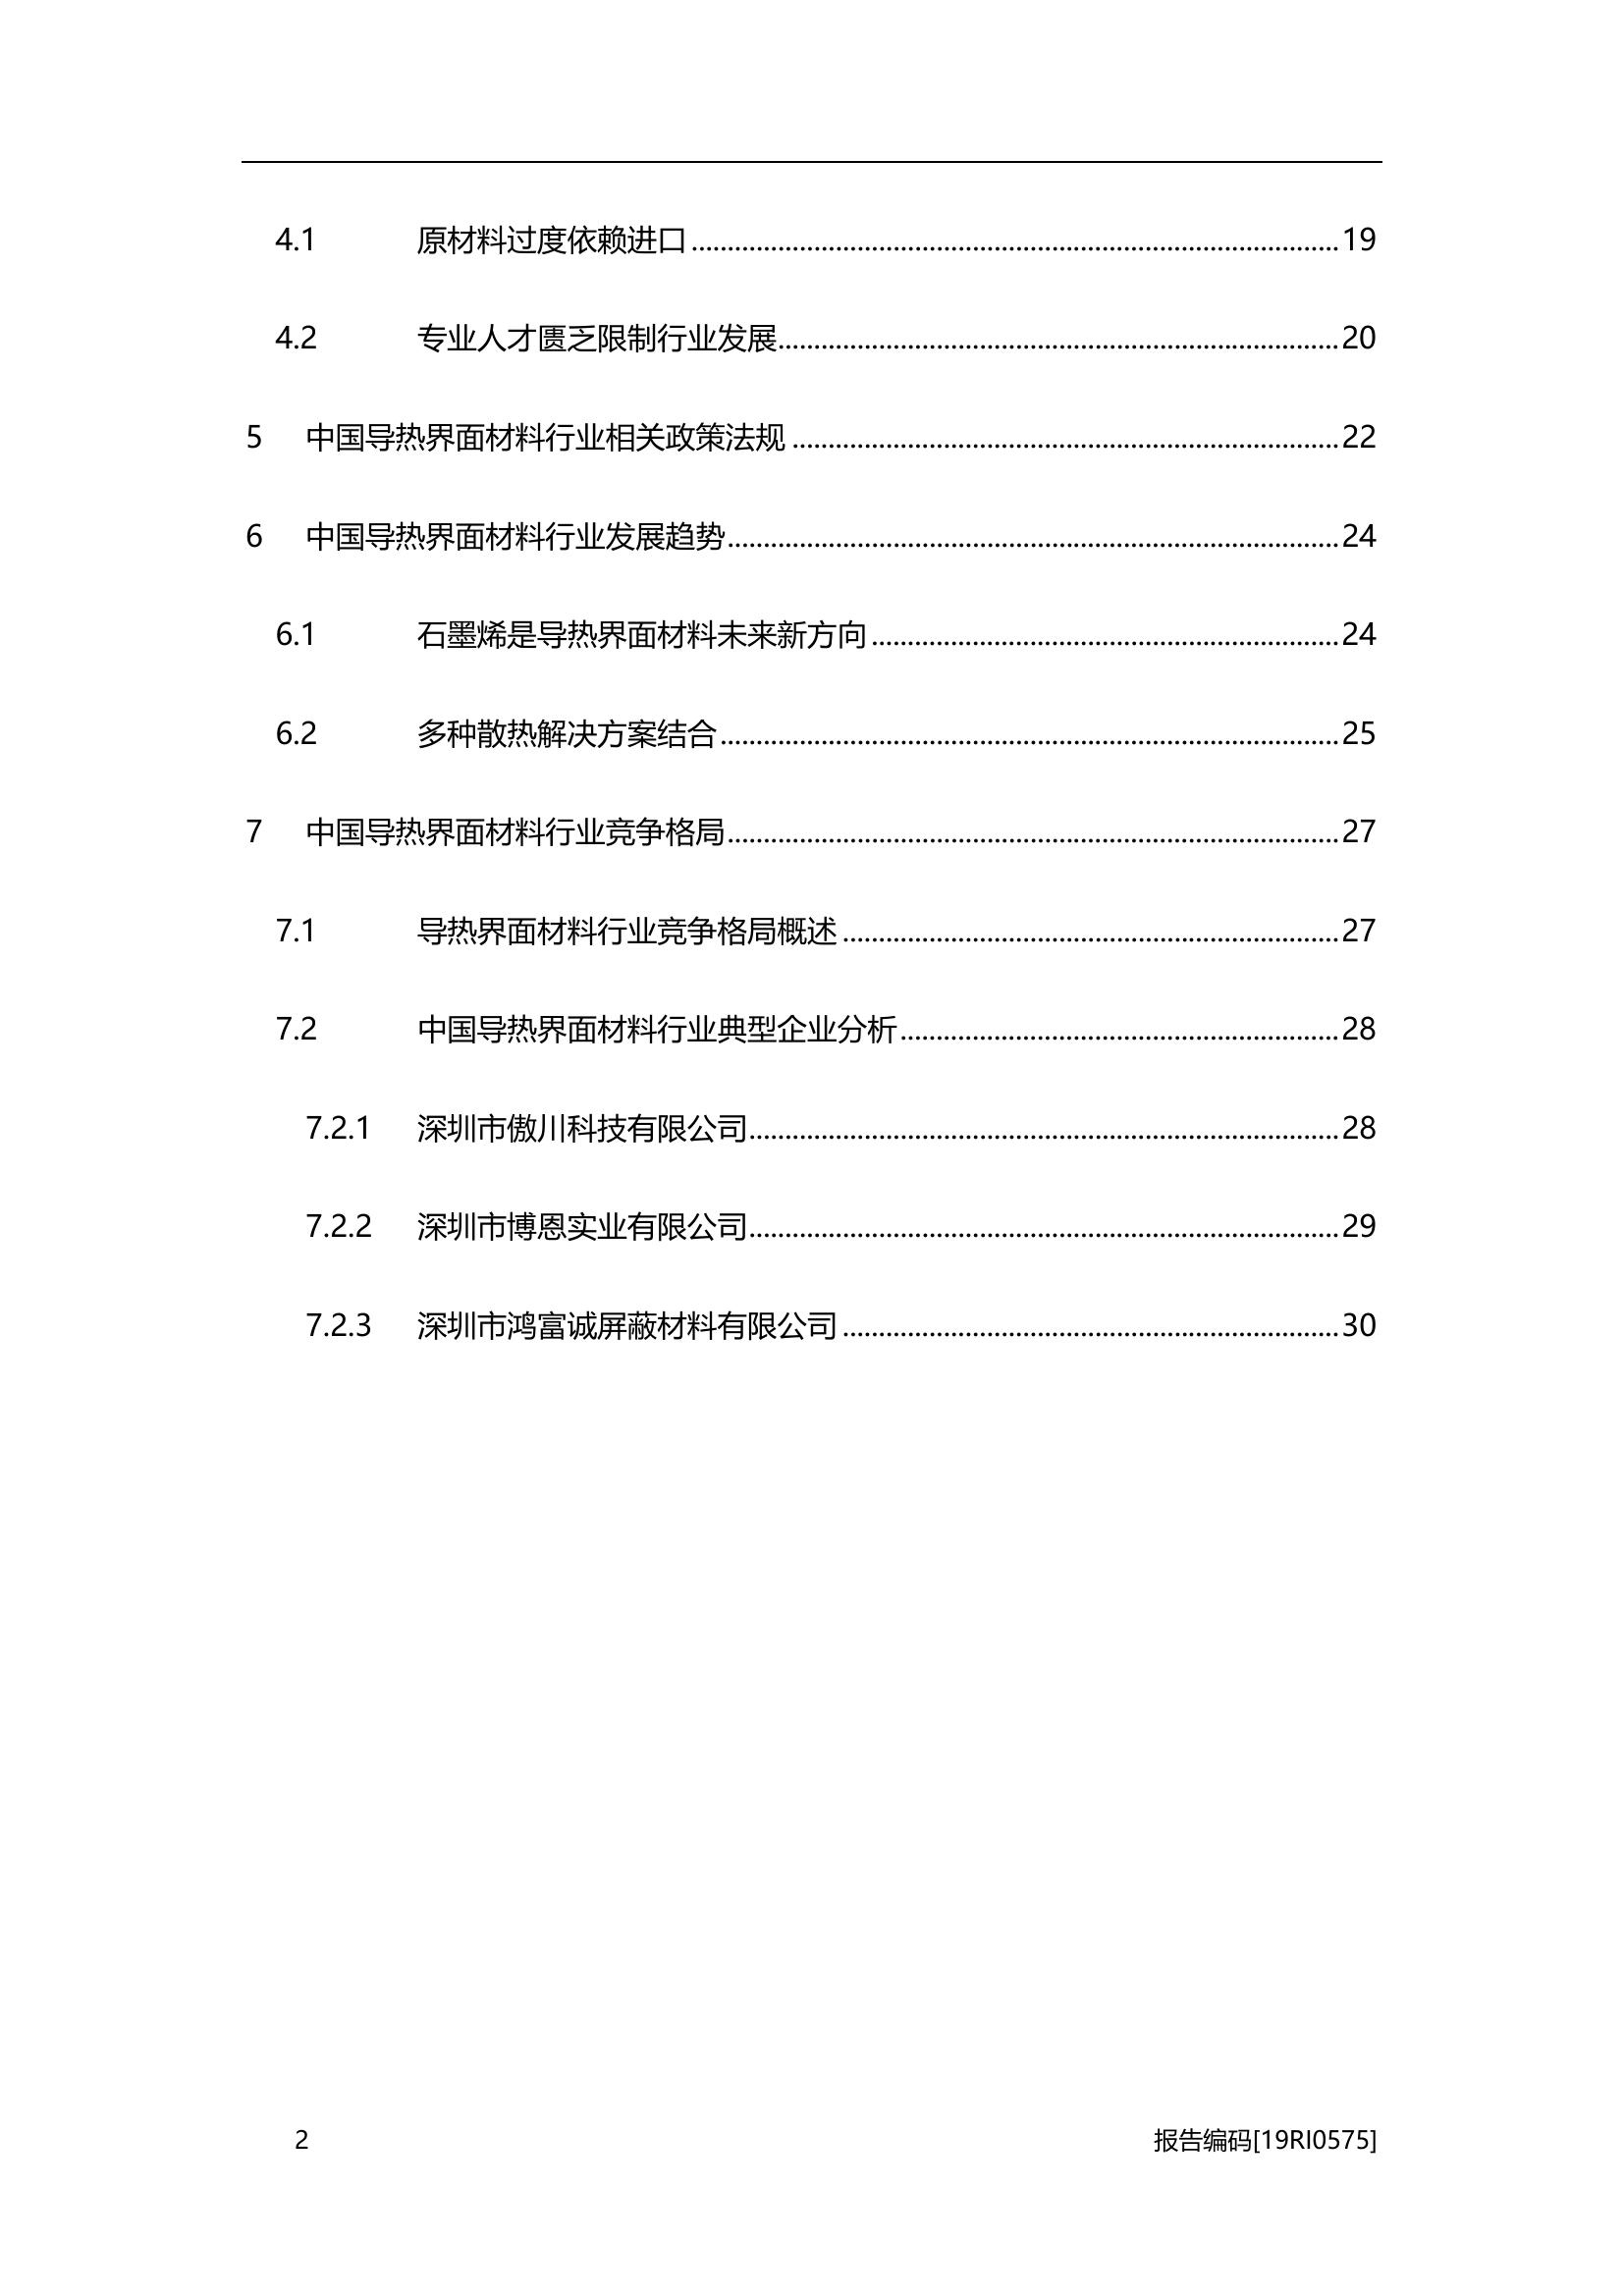 4.1 原材料过度依赖进口 19
4.2 专业人才匮乏限制行业发展 20
5 中国导热界面材料行业相关政策法规 22
6 中国导热界面材料行业发展趋势 24
6.1 石墨烯是导热界面材料未来新方向 24
6.2 多种散热解决方案结合 25
7 中国导热界面材料行业竞争格局 27
7.1 导热界面材料行业竞争格局概述 27
7.2 中国导热界面材料行业典型企业分析 28
7.2.1 深圳市傲川科技有限公司 28
7.2.2 深圳市博恩实业有限公司 29
7.2.3 深圳市鸿富诚屏蔽材料有限公司 30
2 报告编码[19RI0575]